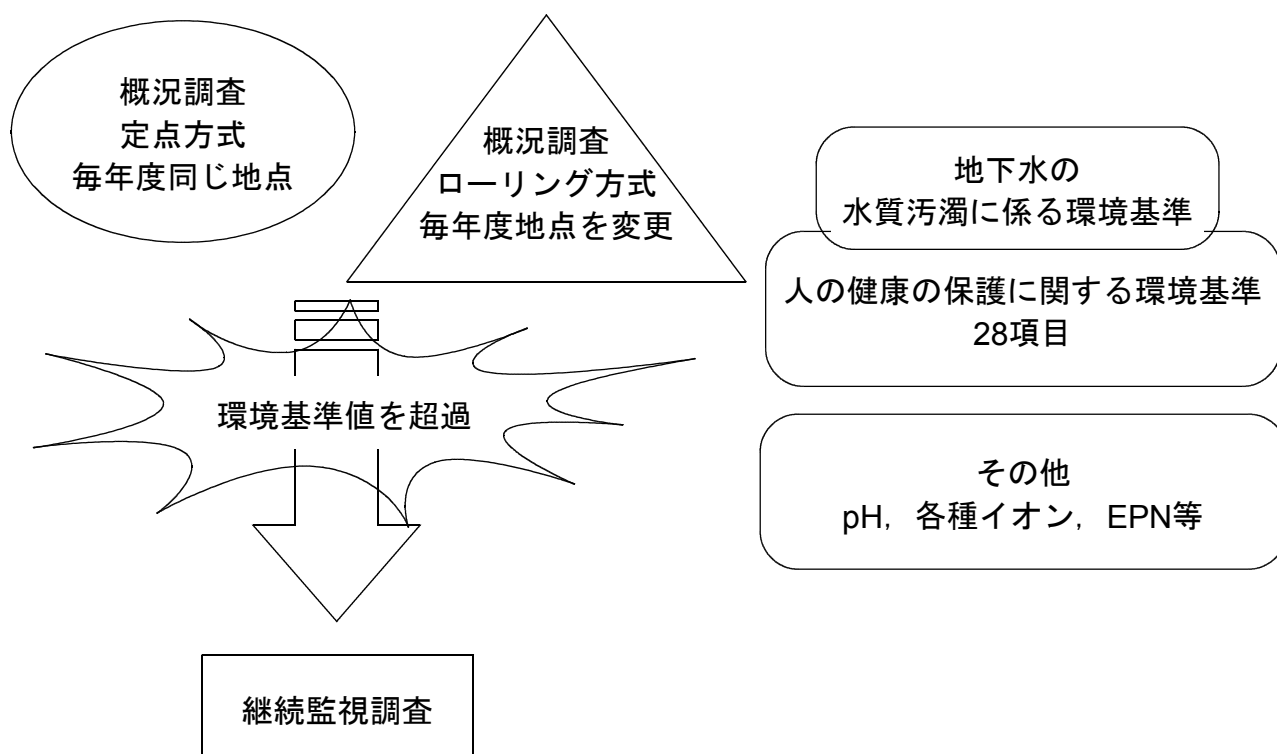 概況調査
定点方式
毎年度同じ地点
概況調査
ローリング方式
毎年度地点を変更
環境基準値を超過
継続監視調査
地下水の
水質汚濁に係る環境基準
人の健康の保護に関する環境基準
28項目
その他
pH，各種イオン，EPN等